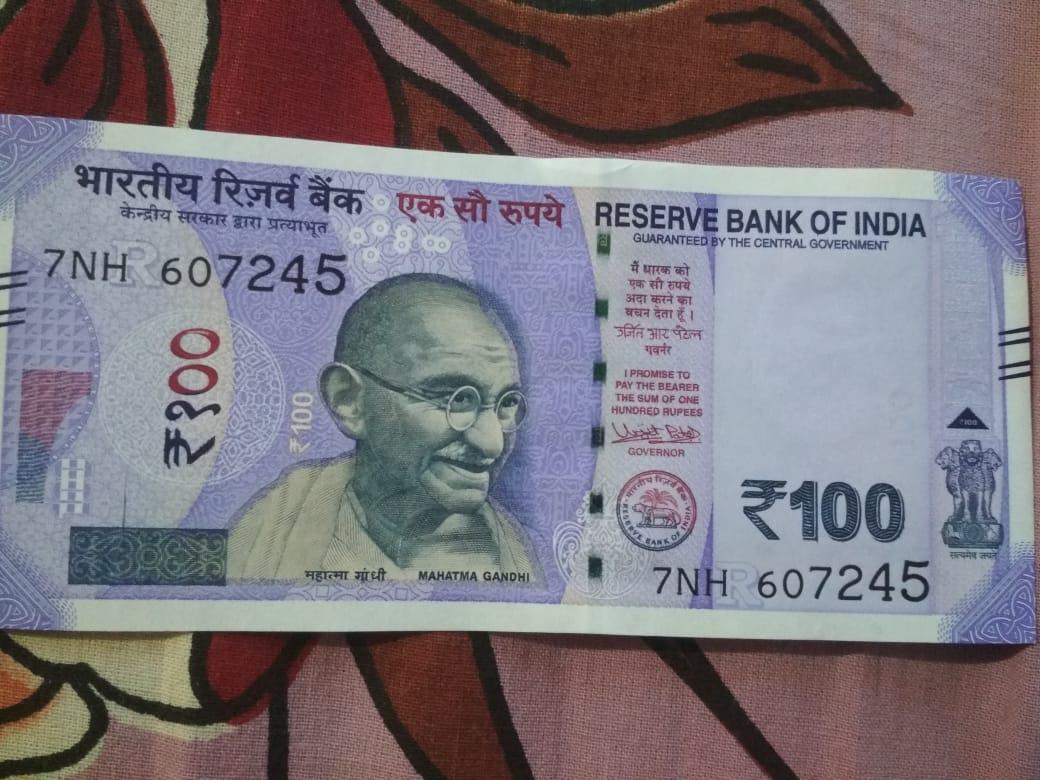 भारतीय रिज़र्व बैंक
केन्द्रीय सरकार द्वारा प्रत्याभूत
एक सौ रुपये
RESERVE BANK OF INDIA
GUARANTEED BY THE CENTRAL GOVERNMENT
7NH 607245
₹१००
₹100
महात्मा गांधी
MAHATMA GANDHI
मैं धारक को
एक सौ रुपये
अदा करने का
वचन देता हूँ।
उर्जित आर पटेल
गवर्नर
I PROMISE TO
PAY THE BEARER
THE SUM OF ONE
HUNDRED RUPEES
GOVERNOR
भारतीय रिज़र्व बैंक
RESERVE BANK OF INDIA
₹100
₹100
सत्यमेव जयते
7NH 607245